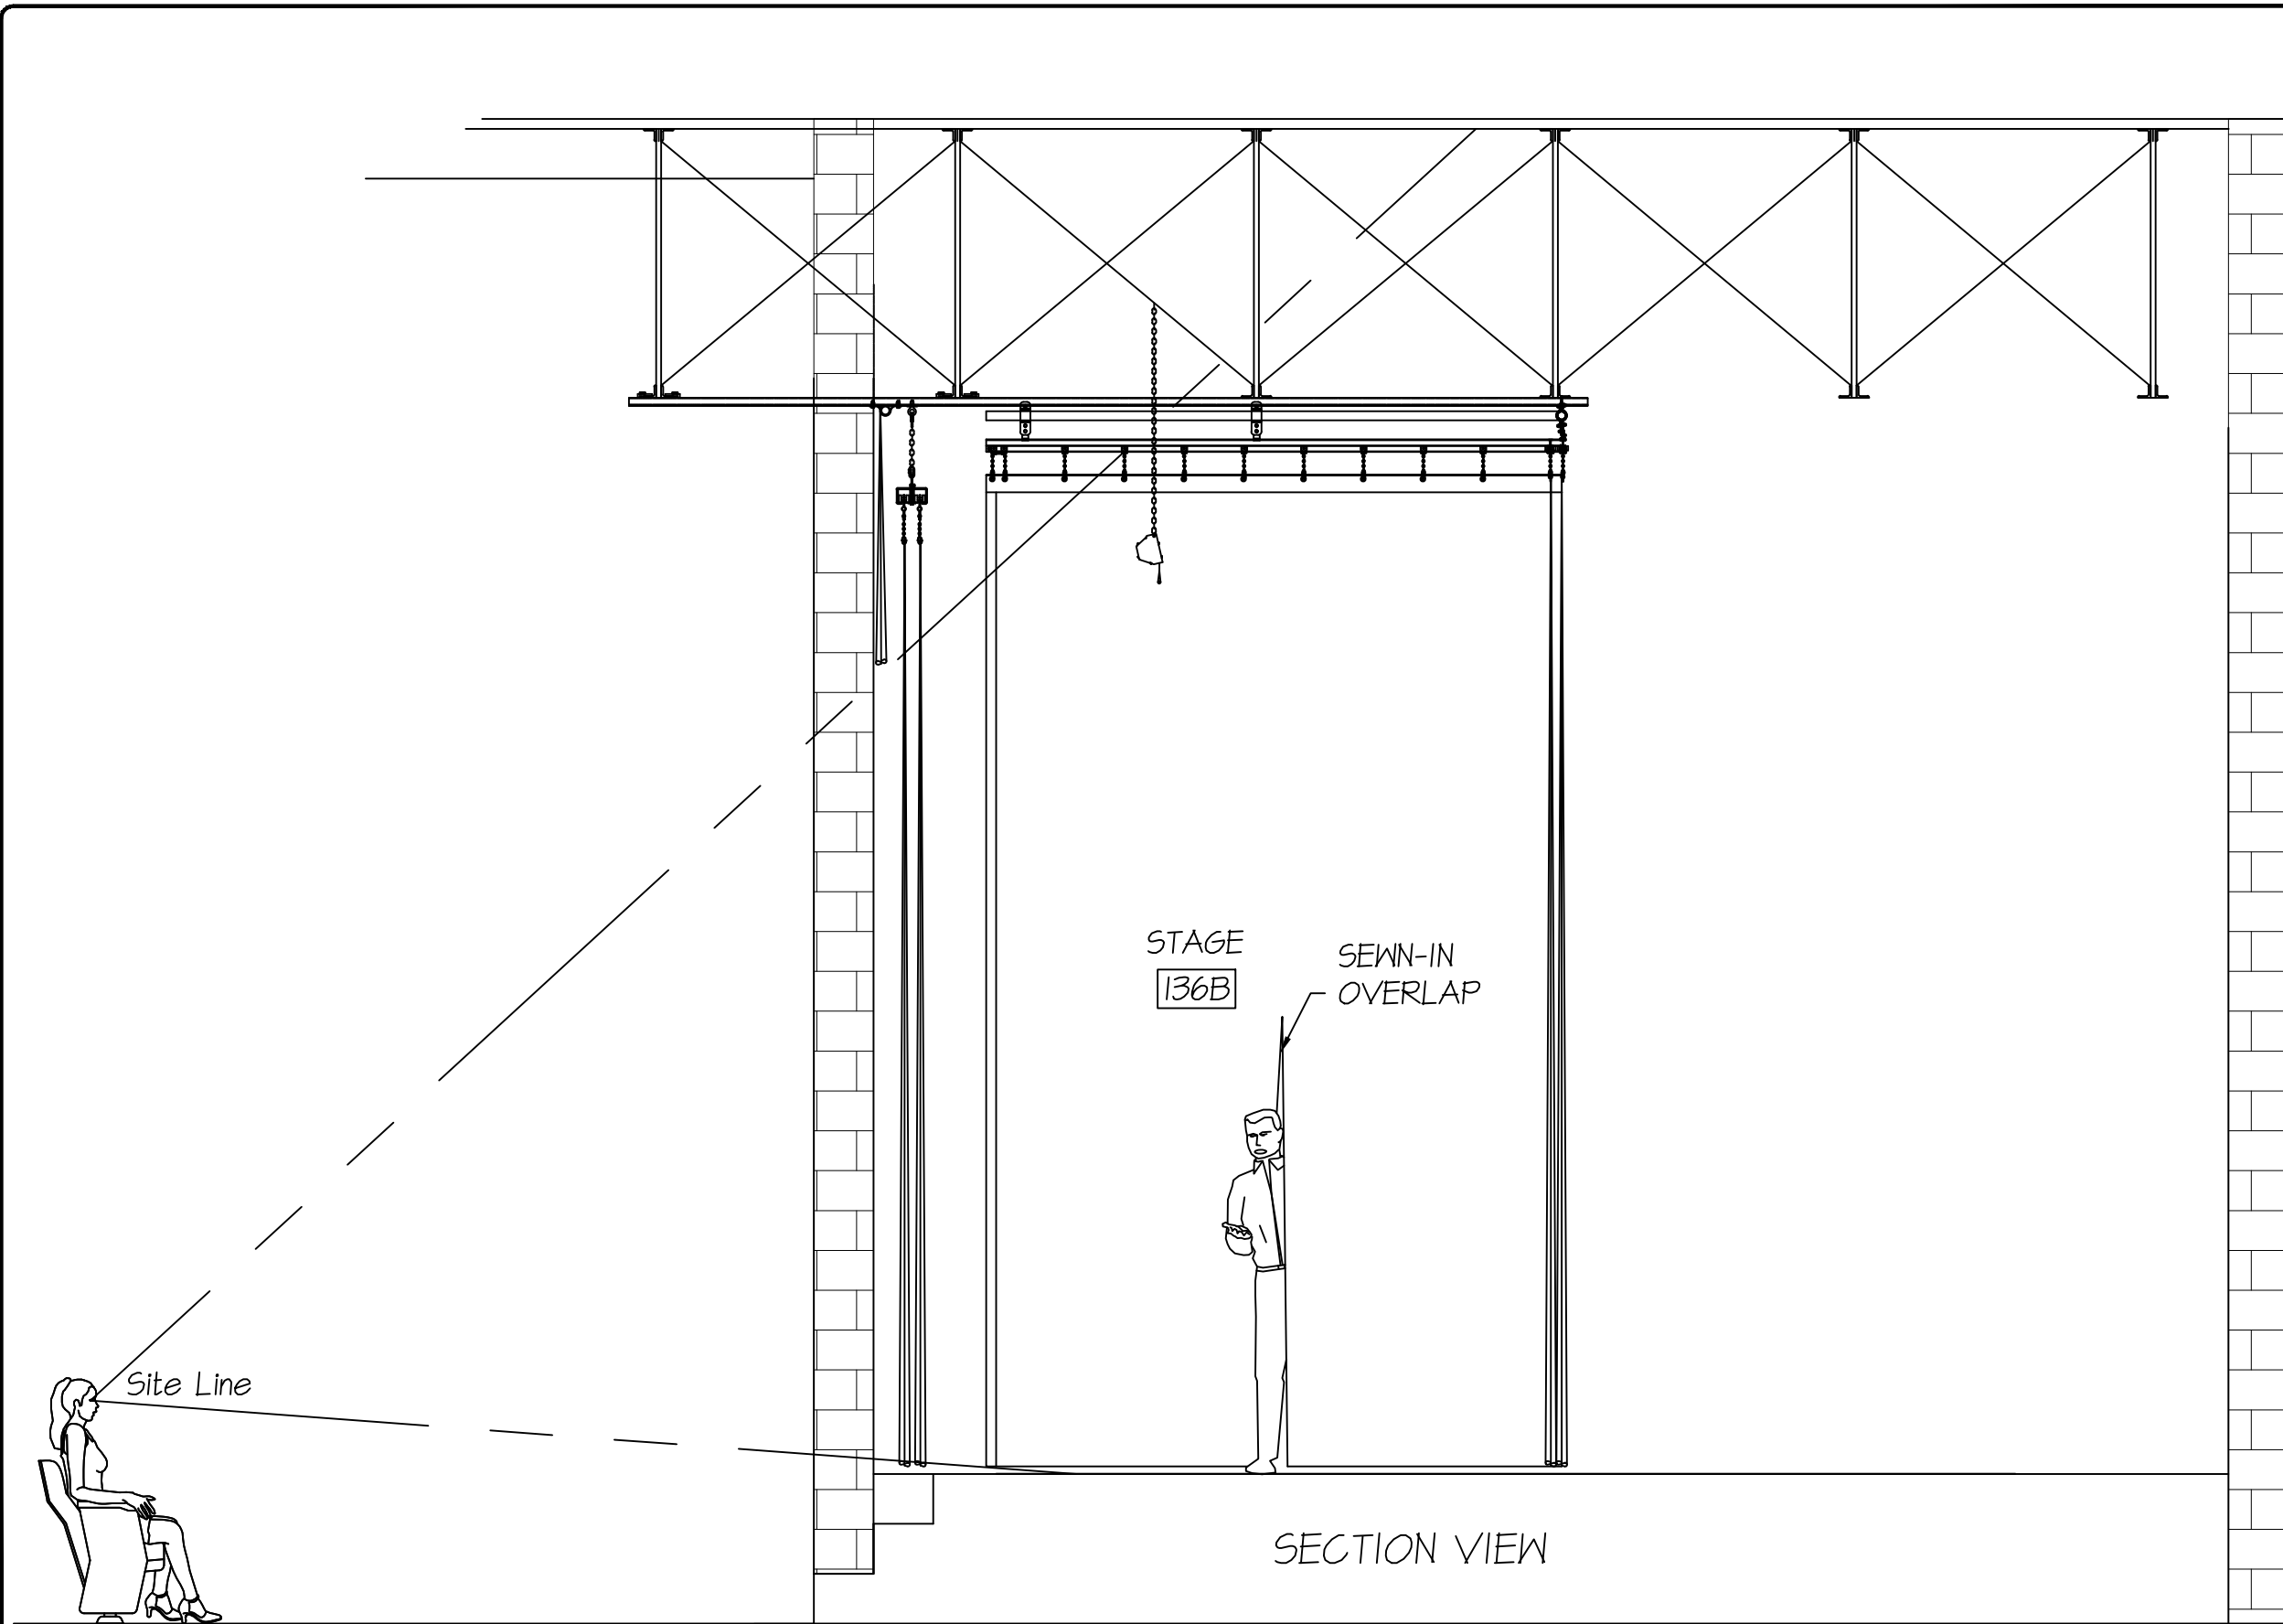 STAGE
136B
SEWN-IN
OVERLAP
Site Line
SECTION VIEW